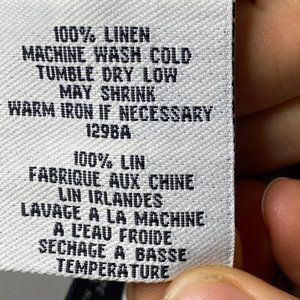 100% LINEN
MACHINE WASH COLD
TUMBLE DRY LOW
MAY SHRINK
WARM IRON IF NECESSARY
129BA
100% LIN
FABRIQUE AUX CHINE
LIN IRLANDES
LAVAGE A LA MACHINE
A L'EAU FROIDE
SECHAGE A BASSE
TEMPERATURE